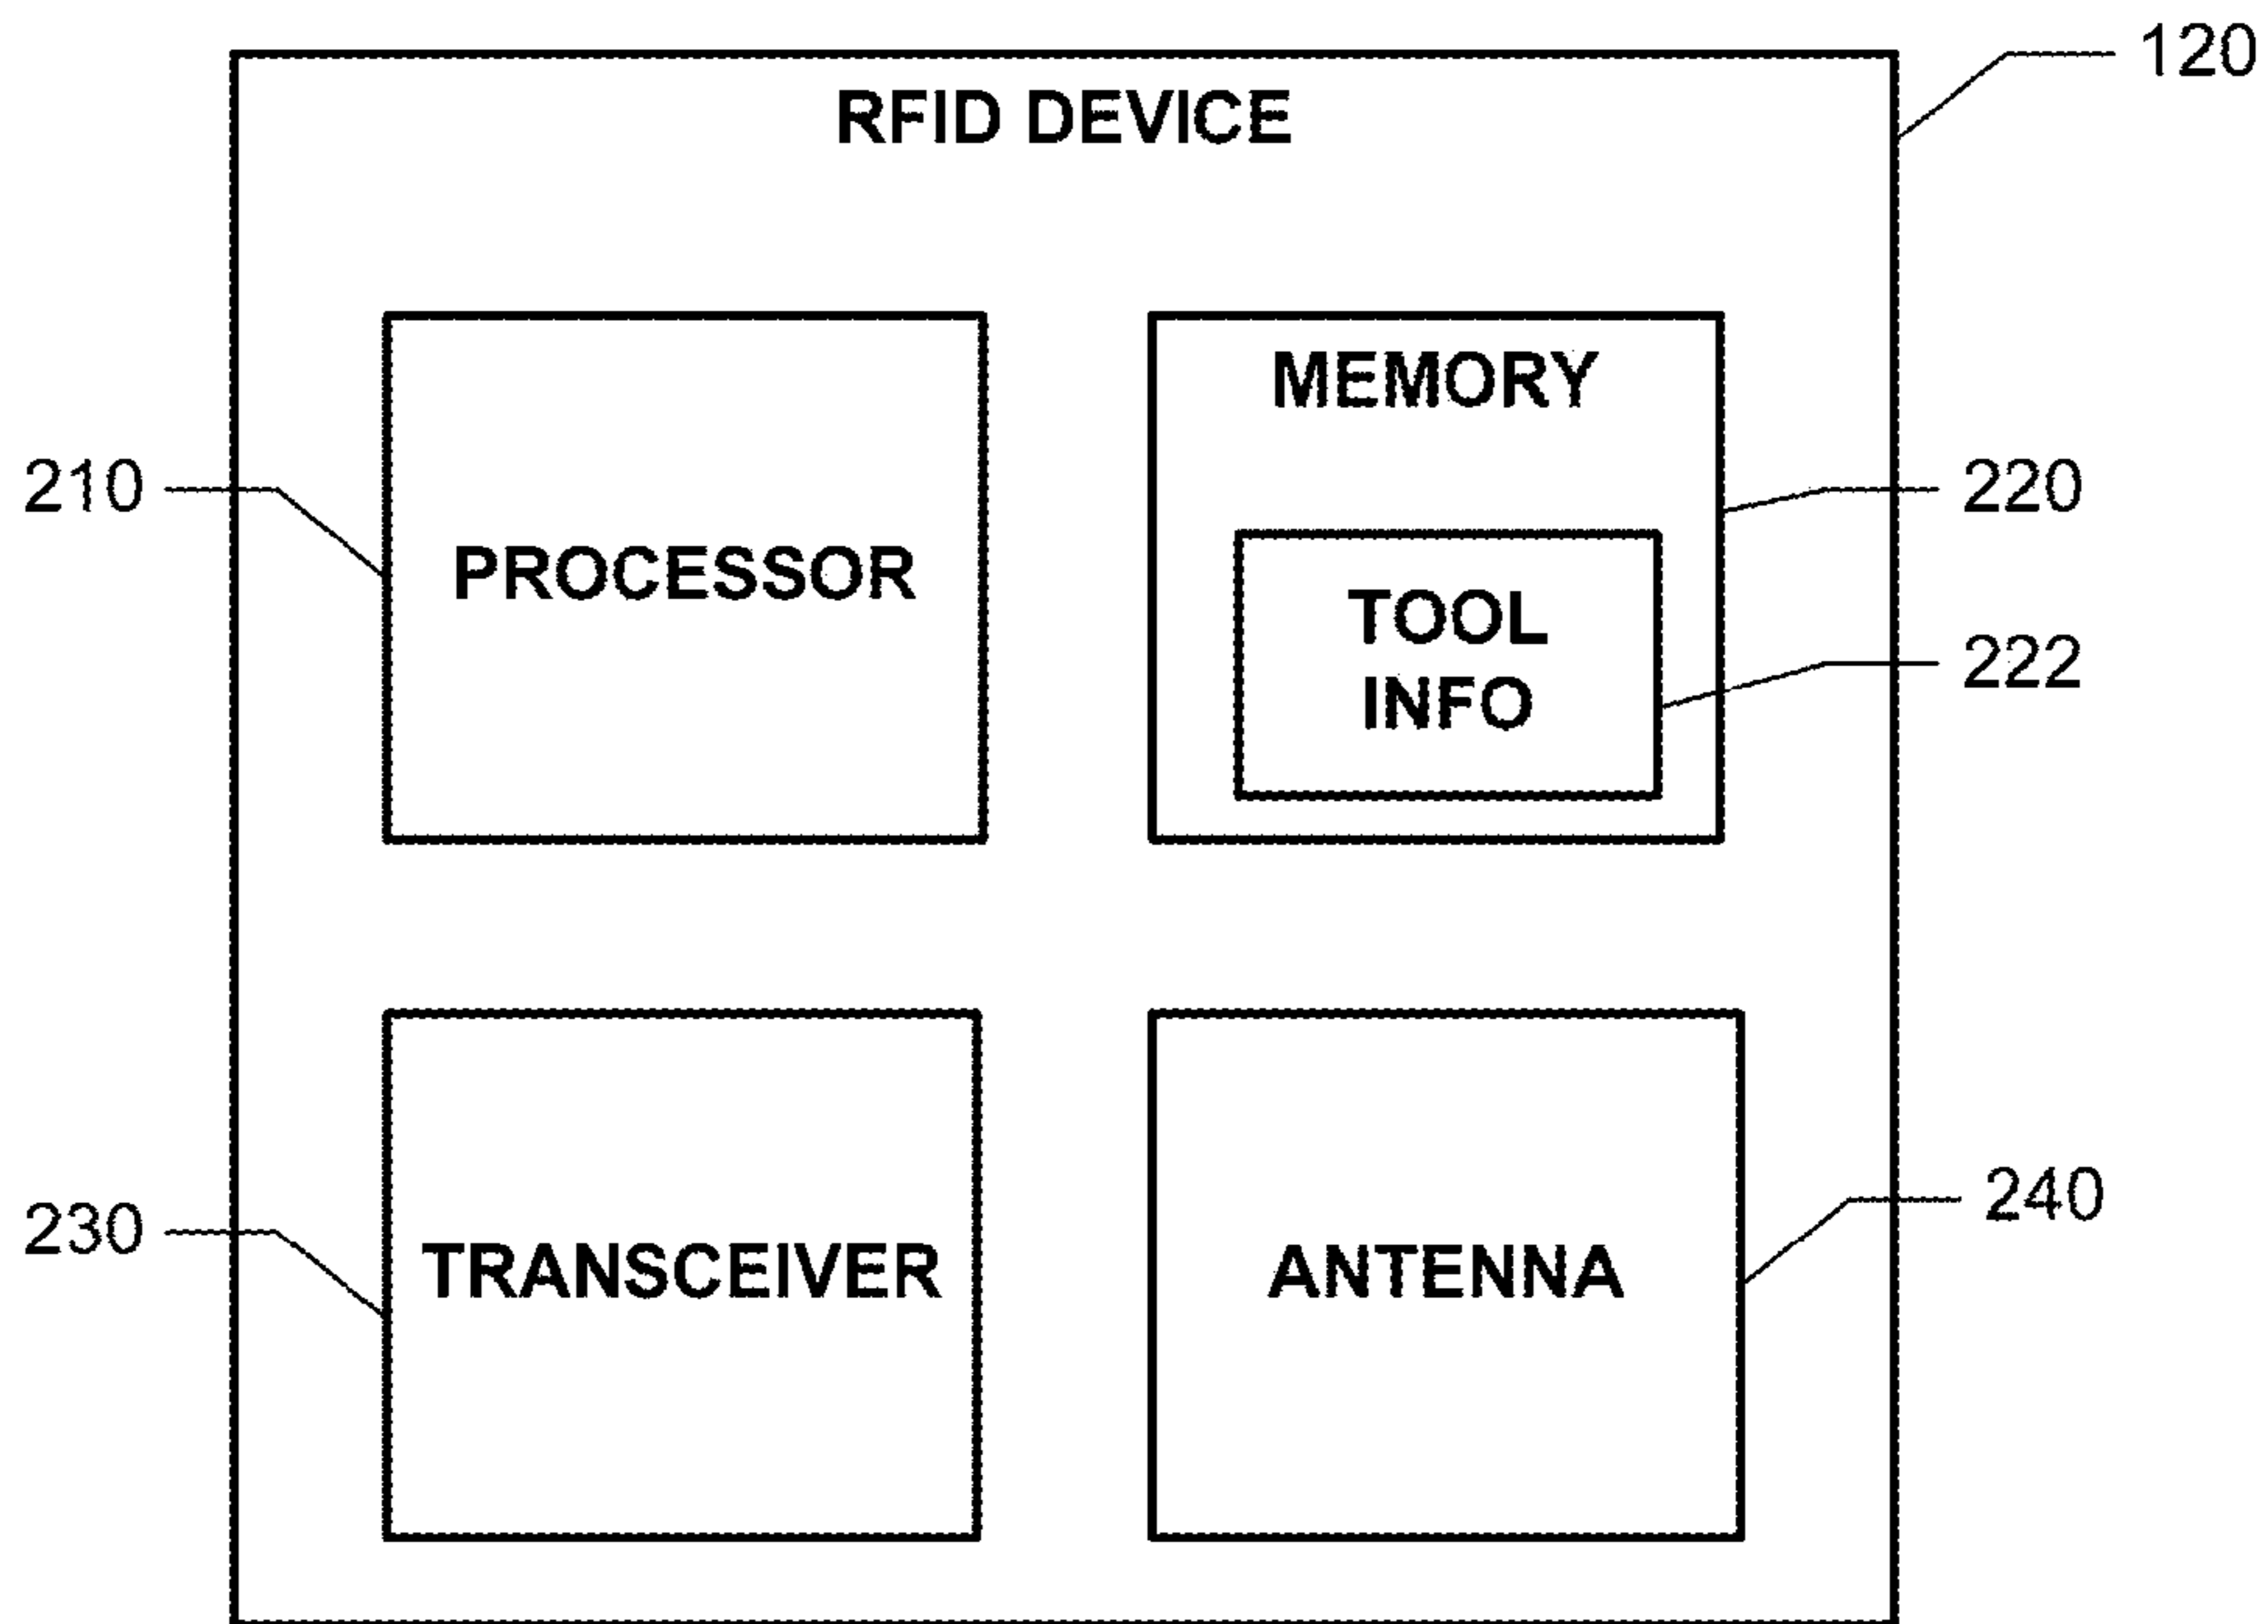 120
RFID DEVICE
MEMORY
210
220
PROCESSOR
TOOL
INFO
222
230
TRANSCEIVER
ANTENNA
240